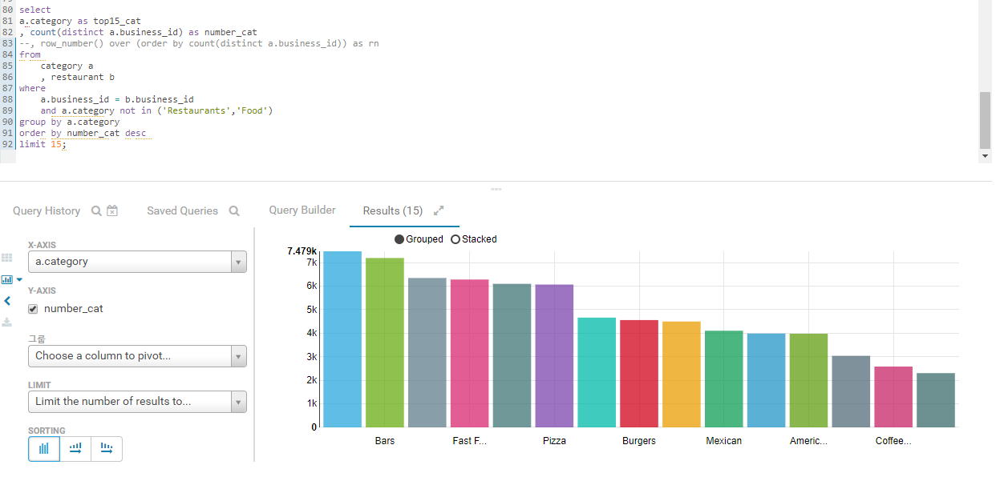 80 select
81 a.category as top15_cat
82 , count(distinct a.business_id) as number_cat
83 --, row_number() over (order by count(distinct a.business_id)) as rn
84 from
85 category a
86 , restaurant b
87 where
88 a.business_id = b.business_id
89 and a.category not in ('Restaurants','Food')
90 group by a.category
91 order by number_cat desc
92 limit 15;
Query History
Saved Queries
Query Builder
Results (15)
X-AXIS
a.category
Y-AXIS
number_cat
그룹
Choose a column to pivot...
LIMIT
Limit the number of results to...
SORTING
Grouped Stacked
7.479k
7k
6k
5k
4k
3k
2k
1k
0
Bars Fast F... Pizza Burgers Mexican Americ... Coffee...